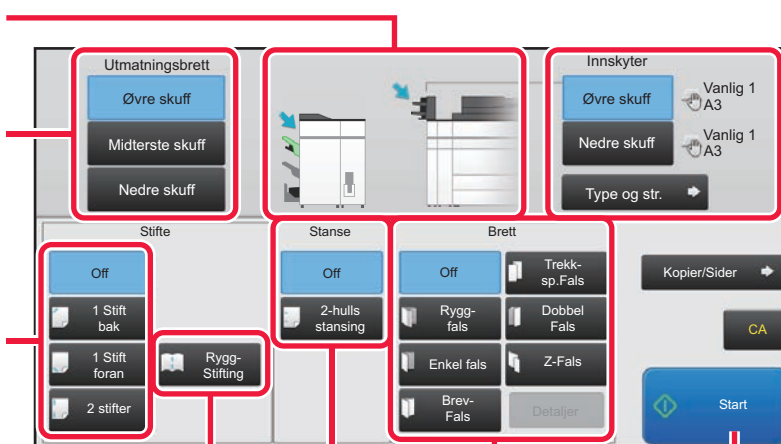 Utmatningsbrett
Øvre skuff
Midterste skuff
Nedre skuff
Innskyter
Øvre skuff
Vanlig 1
A3
Nedre skuff
Vanlig 1
A3
Type og str.
Stifte
Off
1 Stift
bak
1 Stift
foran
2 stifter
Rygg-
Stifting
Stanse
Off
2-hulls
stansing
Brett
Off
Trekk-
sp.Fals
Rygg-
fals
Dobbel
Fals
Enkel fals
Z-Fals
Brev-
Fals
Detaljer
Kopier/Sider
CA
Start